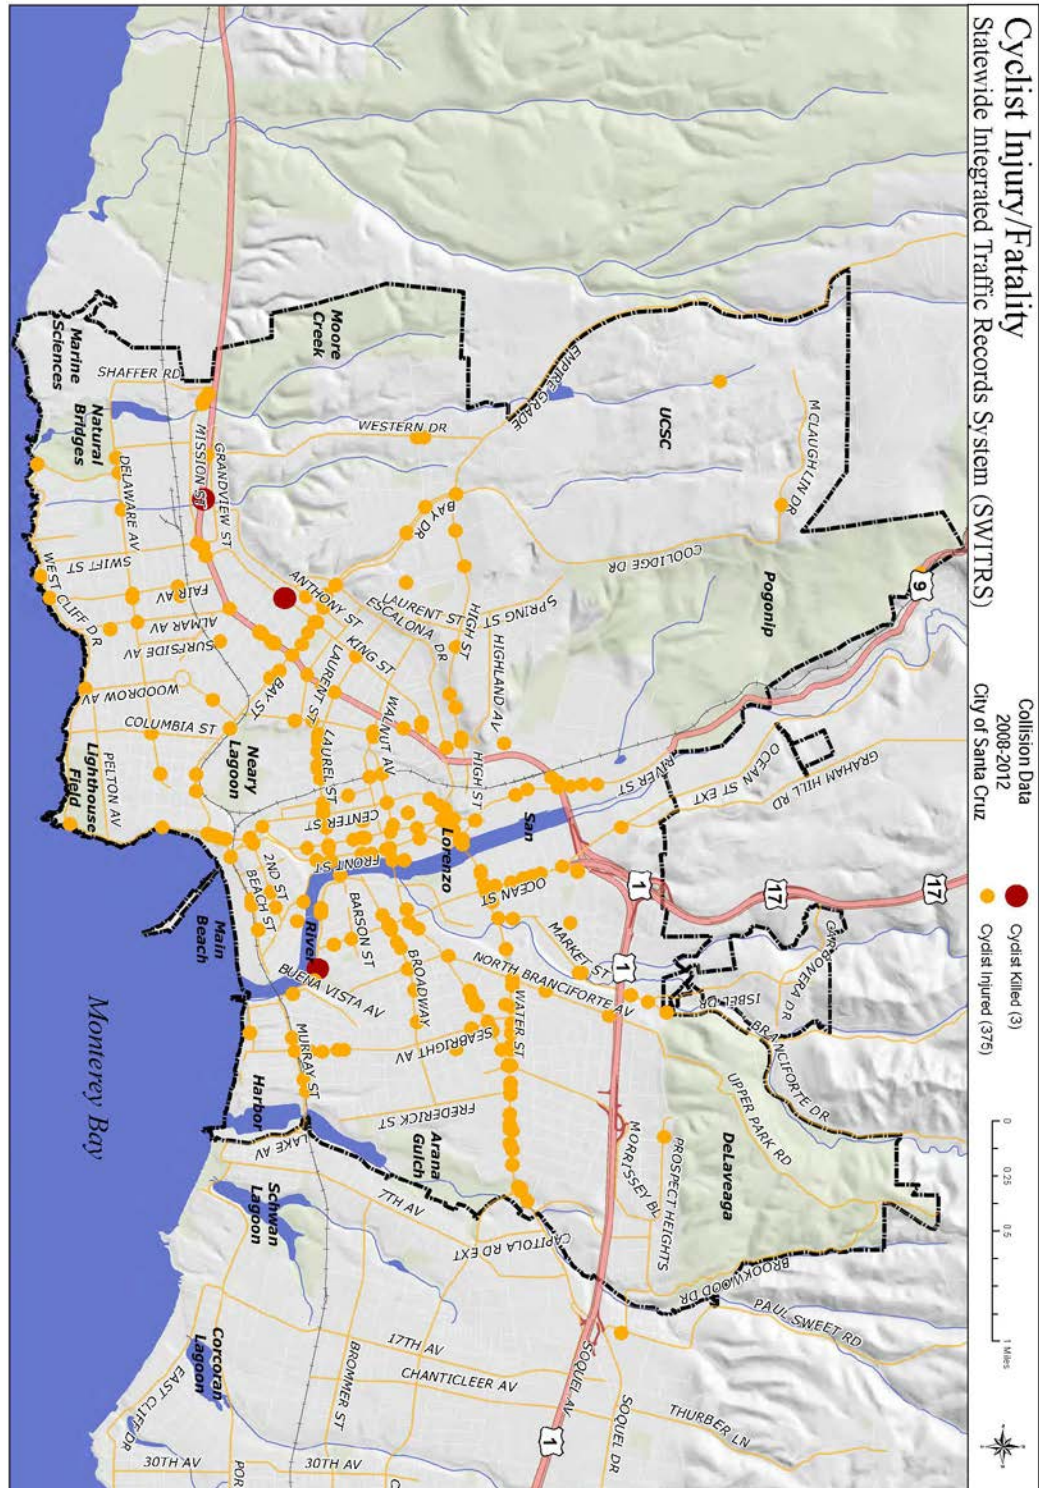 Cyclist Injury/Fatality
Statewide Integrated Traffic Records System (SWITRS)
Collision Data
2008-2012
City of Santa Cruz
Cyclist Killed (3)
Cyclist Injured (375)
0
0.25
0.5
1 Miles
9
17
17
1
1
1
EMPIRE GRADE
UCSC
MCLAUGHLIN DR
COOLIDGE DR
Pogonip
GRAHAM HILL RD
OCEAN ST EXT
RIVER ST
CARBONERA DR
ISBEL DR
BRANCIFORTE DR
UPPER PARK RD
DeLaveaga
PROSPECT HEIGHTS
MORRISSEY BL
BROOKWOOD DR
PAUL SWEET RD
THURBER LN
SOQUEL DR
SOQUEL AV
Moore
Creek
WESTERN DR
BAY DR
HIGH ST
SPRING ST
HIGHLAND AV
LAURENT ST
ESCALONA DR
ANTHONY ST
KING ST
LAURENT ST
WALNUT AV
HIGH ST
LAUREL ST
CENTER ST
FRONT ST
San
Lorenzo
River
OCEAN ST
MARKET ST
NORTH BRANCIFORTE AV
WATER ST
BARSON ST
BROADWAY
BUENA VISTA AV
SEABRIGHT AV
MURRAY ST
FREDERICK ST
Arana
Gulch
CAPITOLA RD EXT
7TH AV
LAKE AV
Harbor
Schwan
Lagoon
17TH AV
CHANTICLEER AV
BROMMER ST
Corcoran
Lagoon
EAST CLIFF DR
30TH AV
30TH AV
POR
C
Marine
Sciences
SHAFFER RD
Natural
Bridges
DELAWARE AV
MISSION ST
GRANDVIEW ST
SWIFT ST
FAIR AV
WEST CLIFF DR
ALMAR AV
SURFSIDE AV
WOODROW AV
BAY ST
COLUMBIA ST
Neary
Lagoon
PELTON AV
Lighthouse
Field
2ND ST
BEACH ST
Main
Beach
Monterey Bay